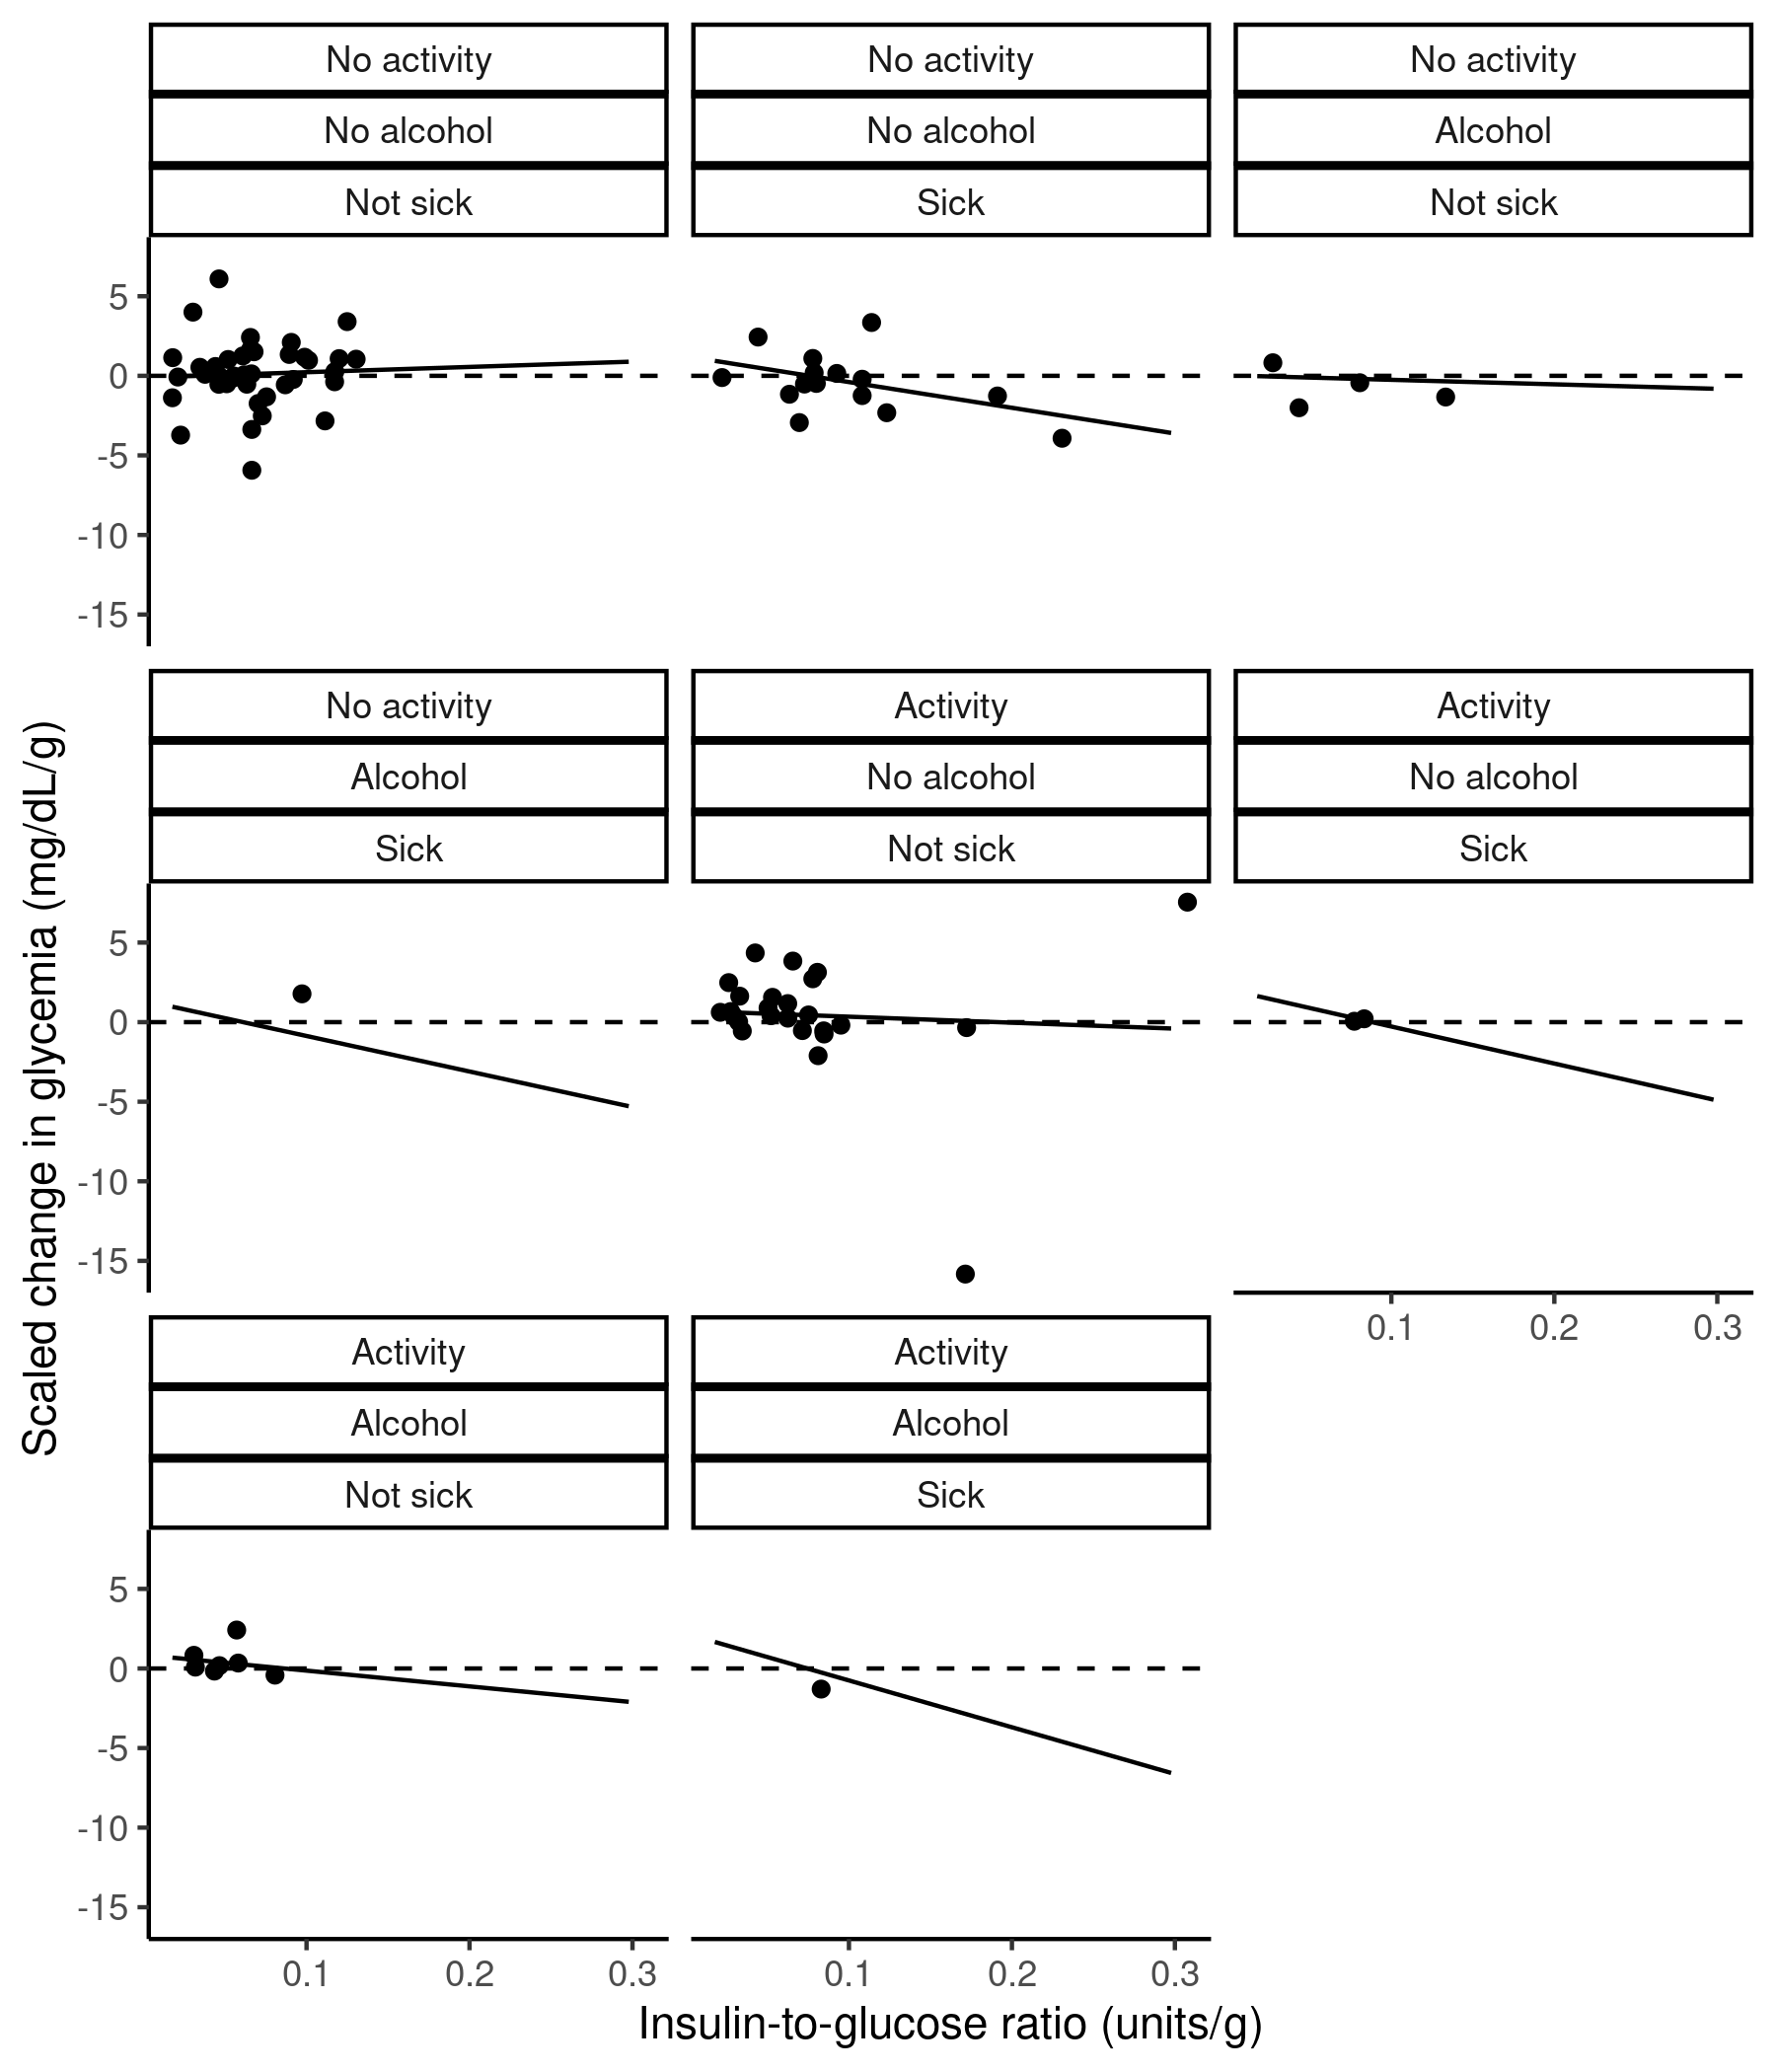 No activity
No activity
No activity
No alcohol
No alcohol
Alcohol
Not sick
Sick
Not sick
5
0
-5
-10
-15
No activity
Activity
Activity
Alcohol
No alcohol
No alcohol
Sick
Not sick
Sick
5
0
-5
-10
-15
0.1
0.2
0.3
Activity
Activity
Alcohol
Alcohol
Not sick
Sick
5
0
-5
-10
-15
0.1
0.2
0.3
0.1
0.2
0.3
Insulin-to-glucose ratio (units/g)
Scaled change in glycemia (mg/dL/g)